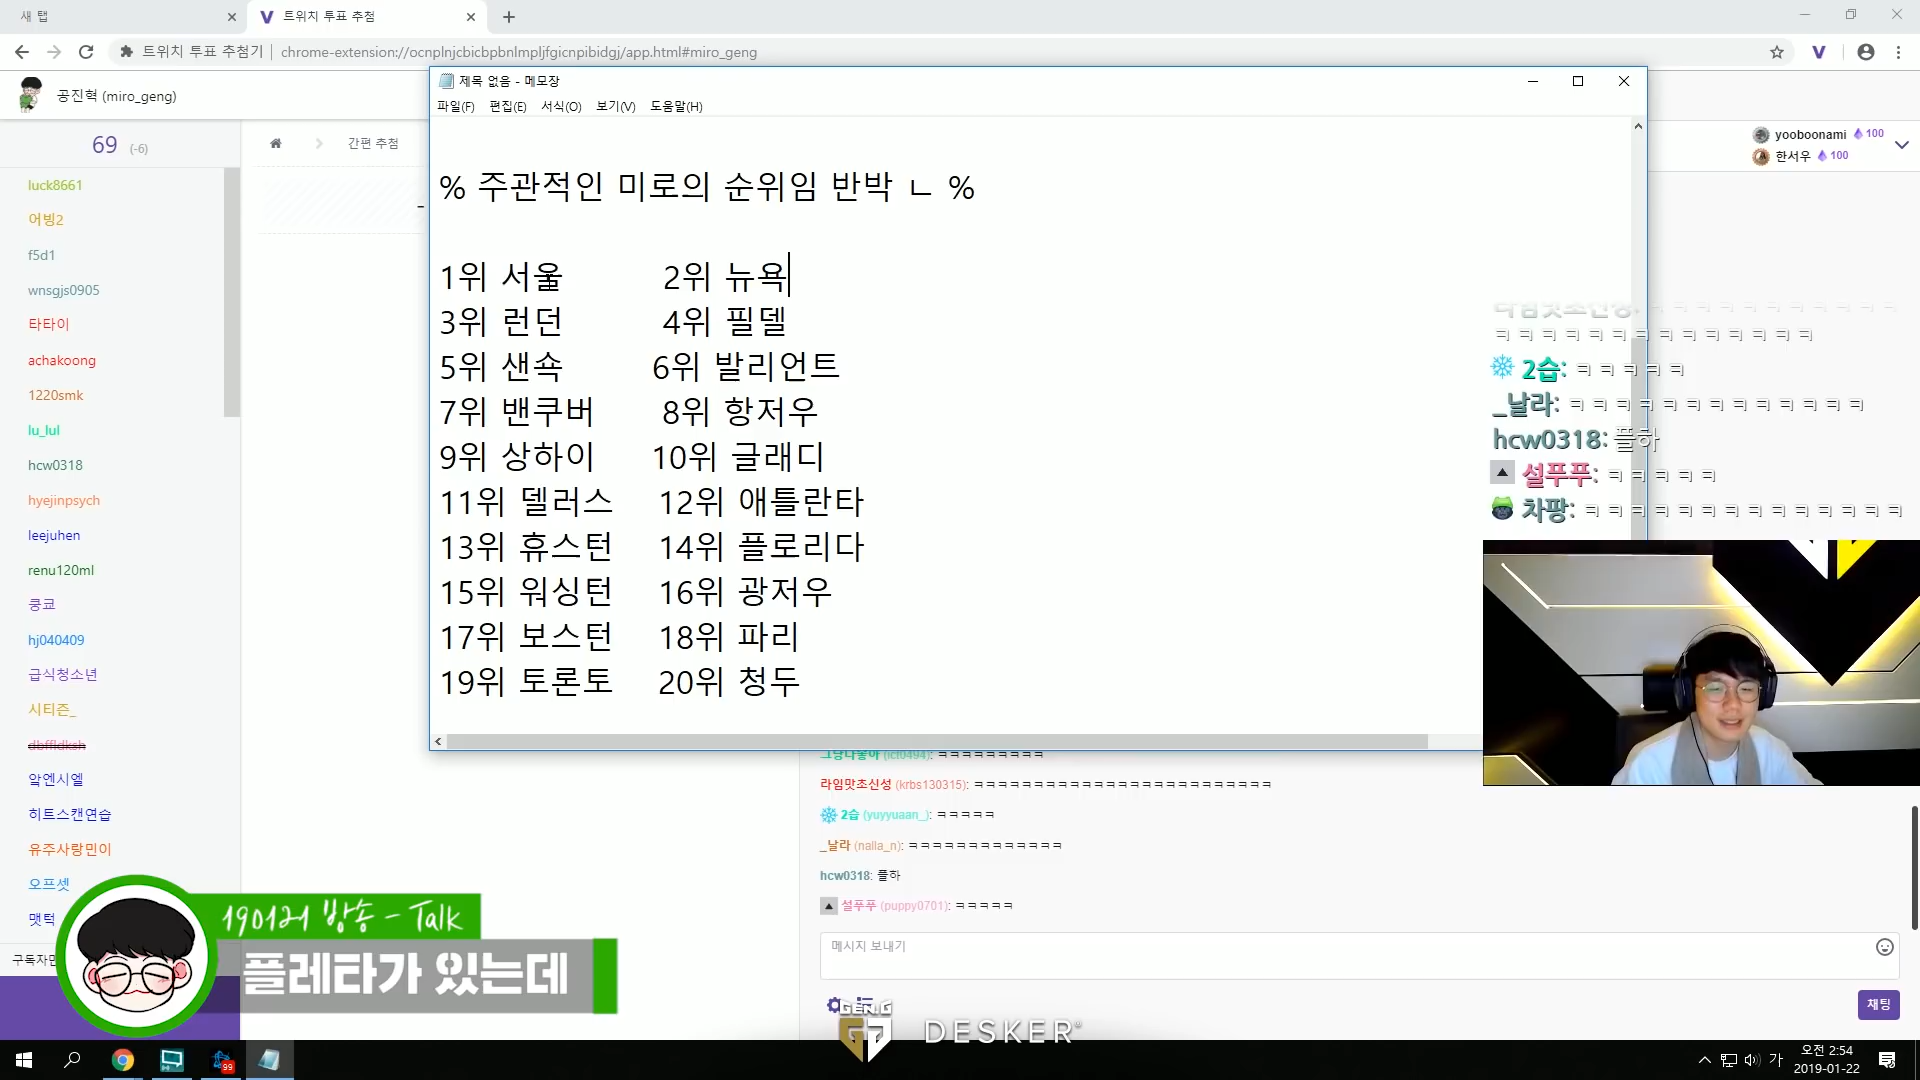 새 탭
트위치 투표 추첨
트위치 투표 추첨기 | chrome-extension://ocnplnjcbicbpbnlmpljfgicnpibidgj/app.html#miro_geng
공진혁 (miro_geng)
69 (-6)
luck8661
어빙2
f5d1
wnsgjs0905
타타이
achakoong
1220smk
lu_lul
hcw0318
hyejinpsych
leejuhen
renu120ml
쿵쿄
hj040409
급식청소년
시티즌_
dbffldksh
앜엔시엘
히트스캔연습
유주사랑민이
오프셋
맷턱
간편 추첨
제목 없음 - 메모장
파일(F) 편집(E) 서식(O) 보기(V) 도움말(H)
% 주관적인 미로의 순위임 반박 ㄴ %
1위 서울 2위 뉴욕
3위 런던 4위 필델
5위 샌쇽 6위 발리언트
7위 밴쿠버 8위 항저우
9위 상하이 10위 글래디
11위 델러스 12위 애틀란타
13위 휴스턴 14위 플로리다
15위 워싱턴 16위 광저우
17위 보스턴 18위 파리
19위 토론토 20위 청두
yooboonami 100
한서우 100
ㅋㅋㅋㅋㅋㅋㅋㅋㅋㅋㅋㅋㅋㅋ
2습: ㅋㅋㅋㅋㅋ
_날라: ㅋㅋㅋㅋㅋㅋㅋㅋㅋㅋㅋㅋㅋ
hcw0318: 플하
설푸푸: ㅋㅋㅋㅋㅋ
차팡: ㅋㅋㅋㅋㅋㅋㅋㅋㅋㅋㅋㅋㅋㅋ
라임맛초신성 (krbs130315): ㅋㅋㅋㅋㅋㅋㅋㅋㅋㅋㅋㅋㅋㅋㅋㅋㅋㅋㅋㅋㅋㅋㅋㅋㅋ
2습 (yuyyuaan_): ㅋㅋㅋㅋㅋ
_날라 (nalla_n): ㅋㅋㅋㅋㅋㅋㅋㅋㅋㅋㅋㅋㅋ
hcw0318: 플하
설푸푸 (puppy0701): ㅋㅋㅋㅋㅋ
메시지 보내기
채팅
190121 방송 - Talk
플레타가 있는데
GEN.G
DESKER
99
가
오전 2:54
2019-01-22